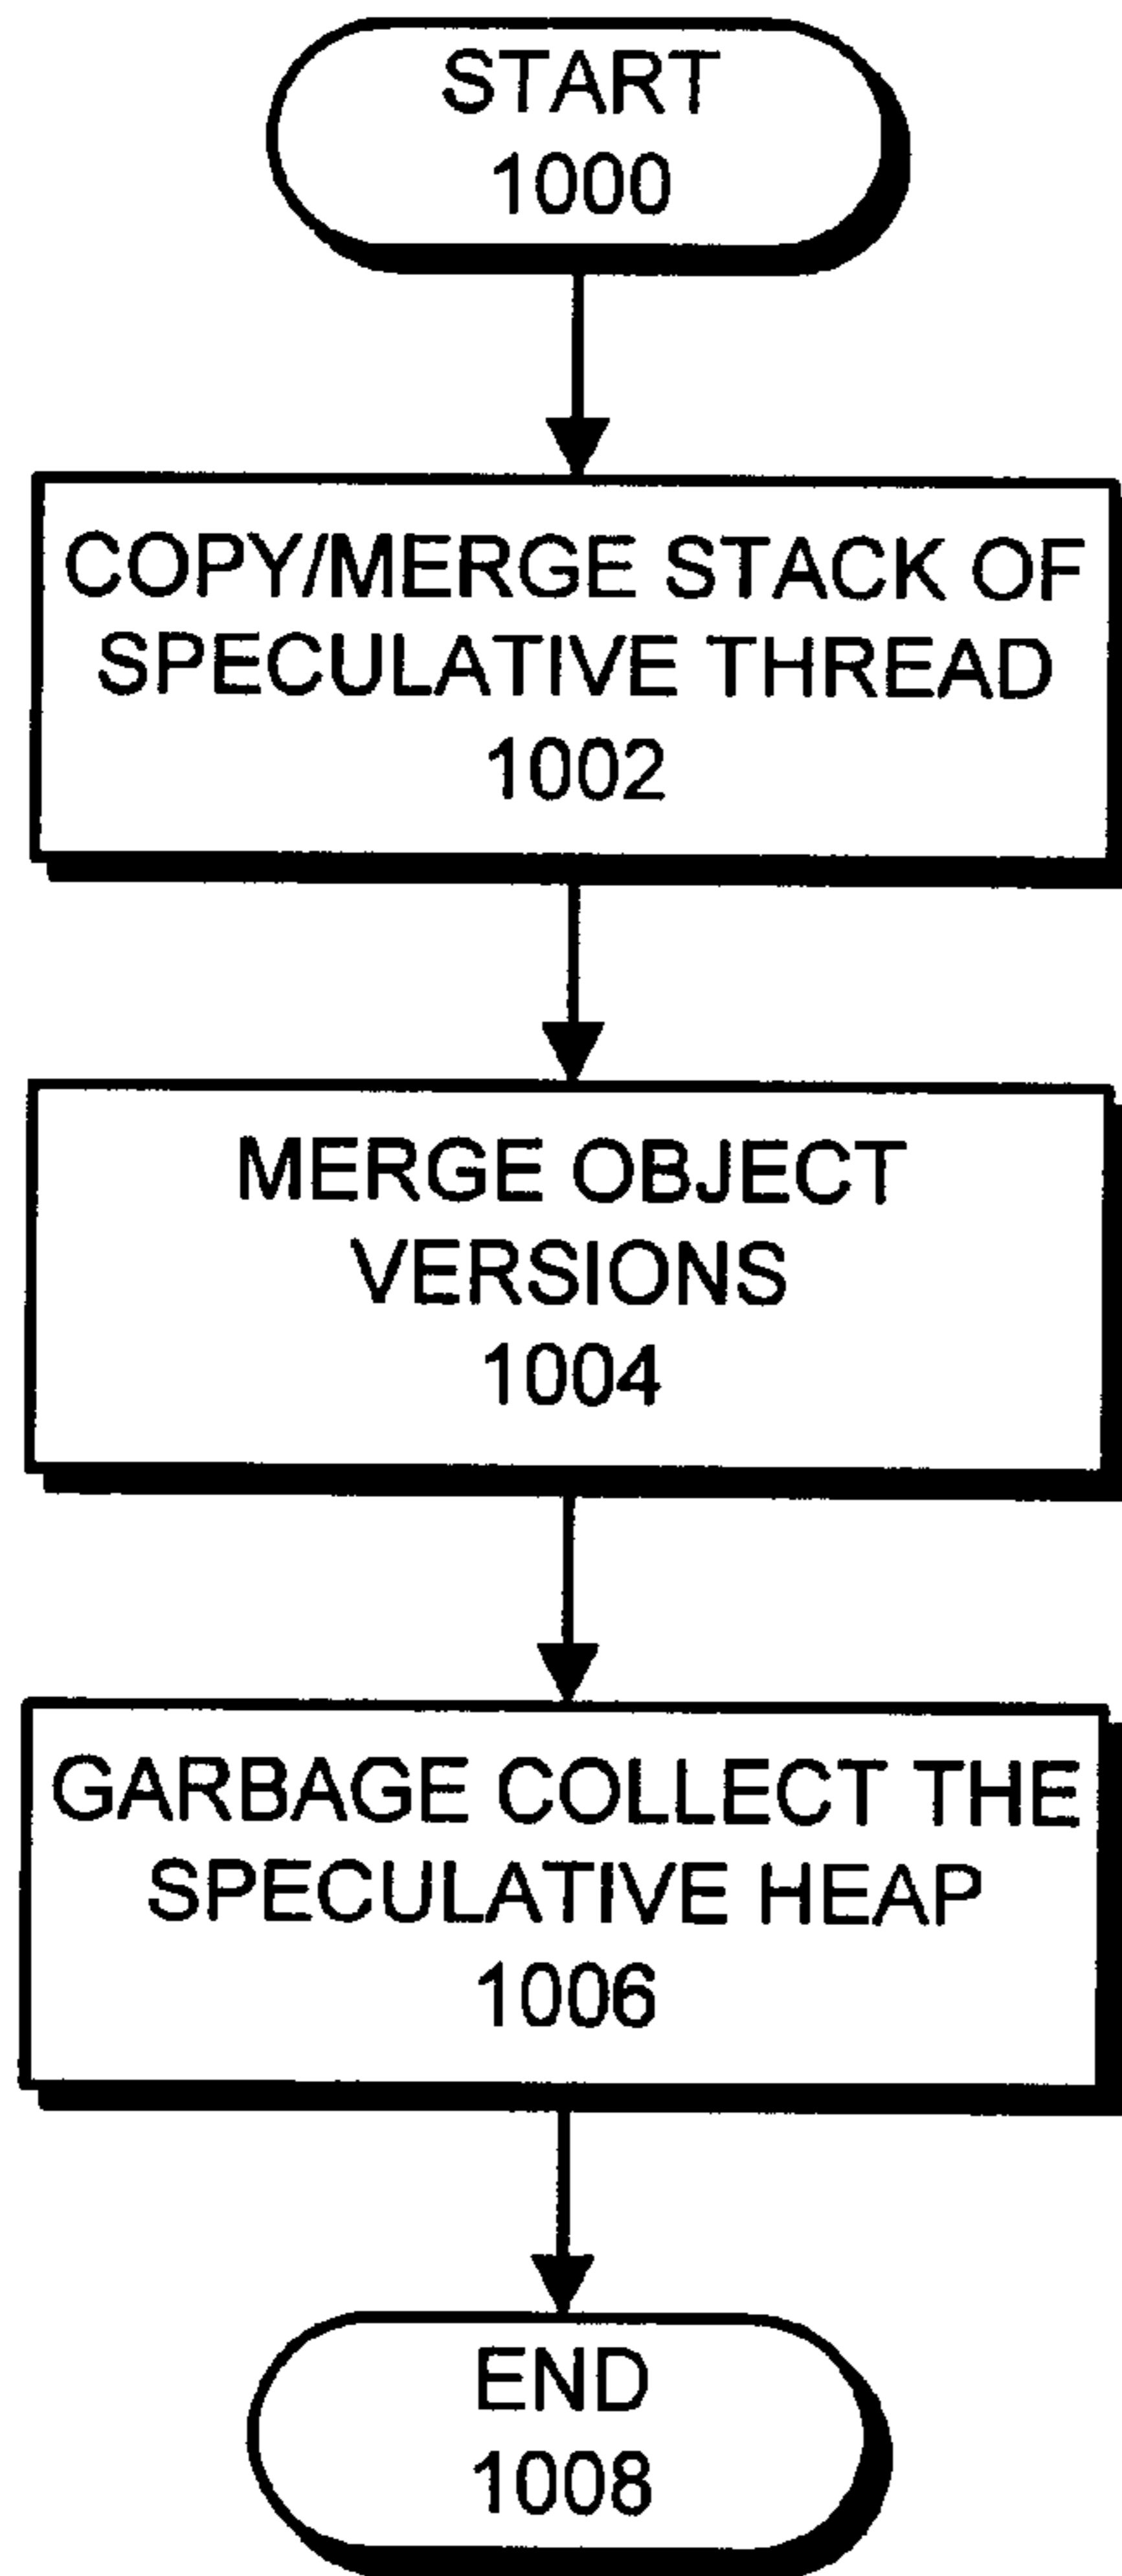 START
1000
COPY/MERGE STACK OF
SPECULATIVE THREAD
1002
MERGE OBJECT
VERSIONS
1004
GARBAGE COLLECT THE
SPECULATIVE HEAP
1006
END
1008